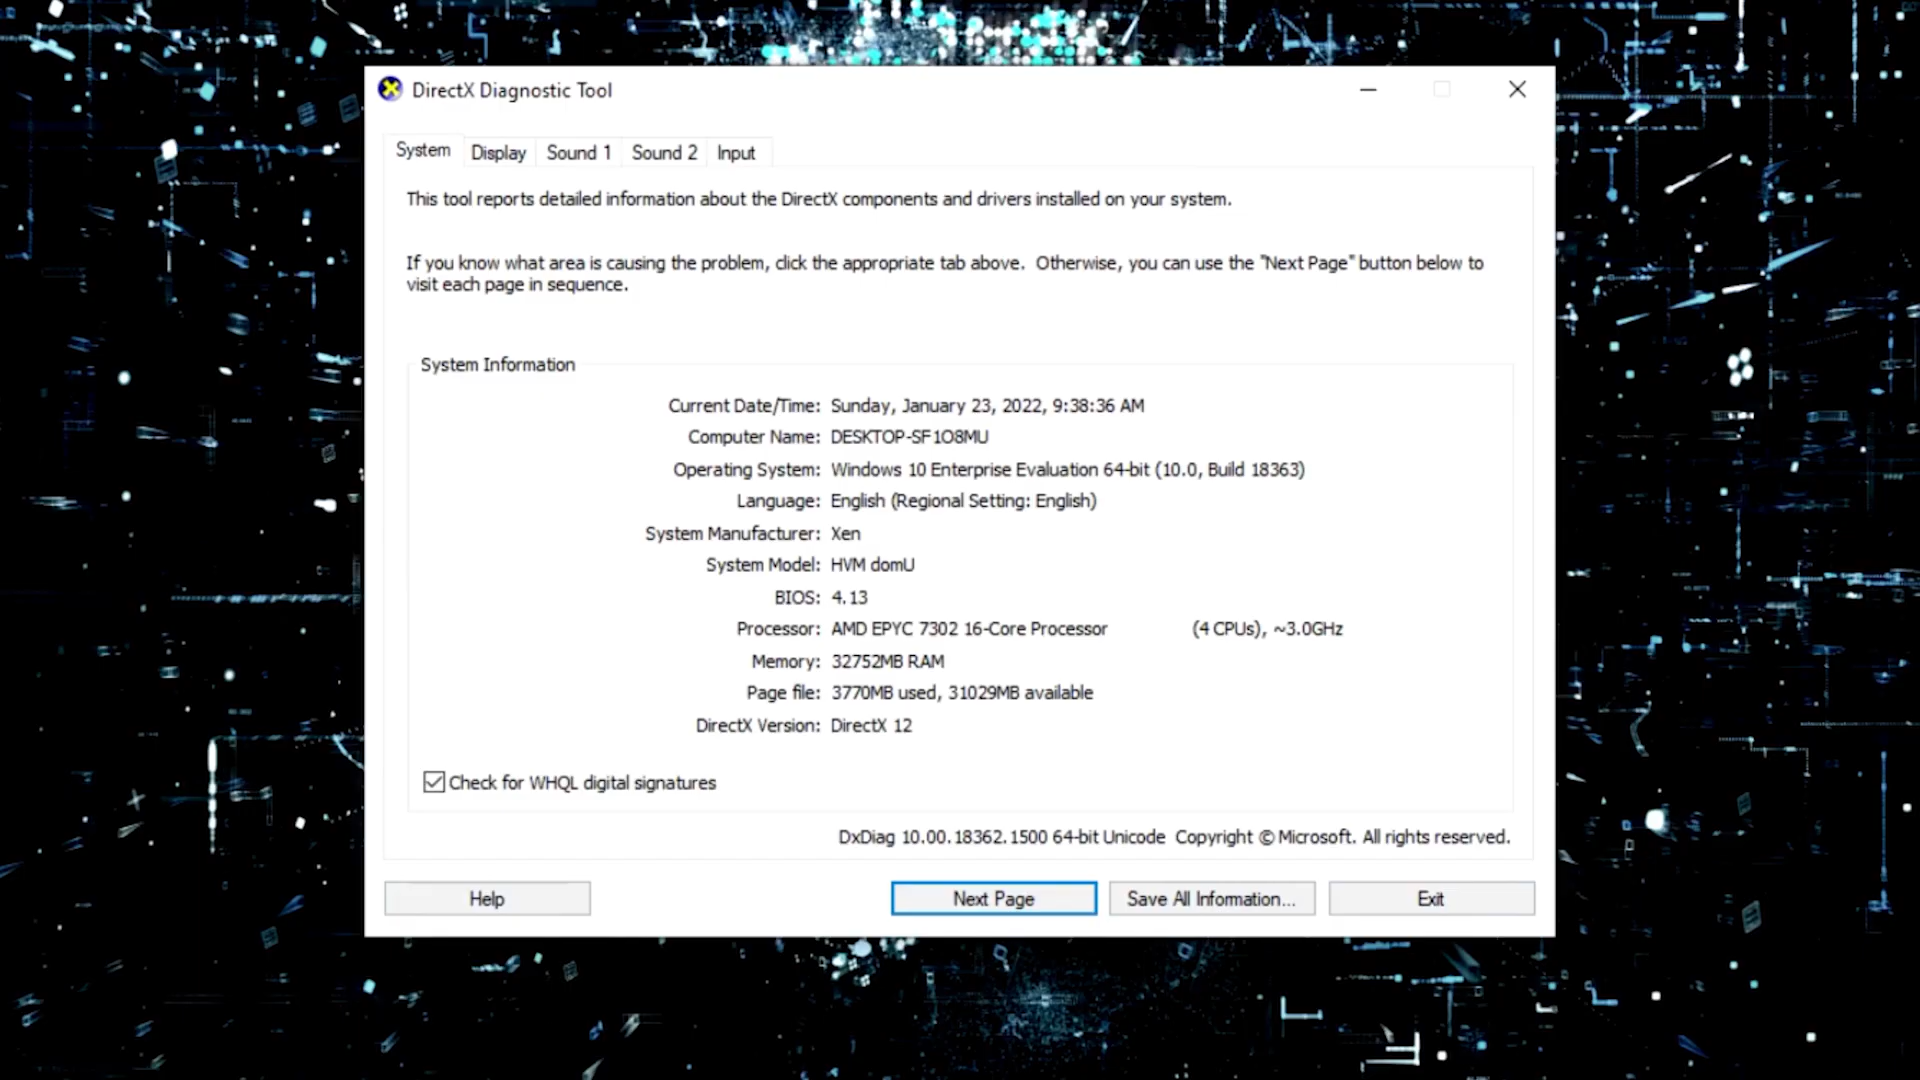 DirectX Diagnostic Tool
System Display Sound 1 Sound 2 Input
This tool reports detailed information about the DirectX components and drivers installed on your system.
If you know what area is causing the problem, click the appropriate tab above. Otherwise, you can use the "Next Page" button below to
visit each page in sequence.
System Information
Current Date/Time: Sunday, January 23, 2022, 9:38:36 AM
Computer Name: DESKTOP-SF1O8MU
Operating System: Windows 10 Enterprise Evaluation 64-bit (10.0, Build 18363)
Language: English (Regional Setting: English)
System Manufacturer: Xen
System Model: HVM domU
BIOS: 4.13
Processor: AMD EPYC 7302 16-Core Processor (4 CPUs), ~3.0GHz
Memory: 32752MB RAM
Page file: 3770MB used, 31029MB available
DirectX Version: DirectX 12
Check for WHQL digital signatures
DxDiag 10.00.18362.1500 64-bit Unicode Copyright © Microsoft. All rights reserved.
Help Next Page Save All Information... Exit